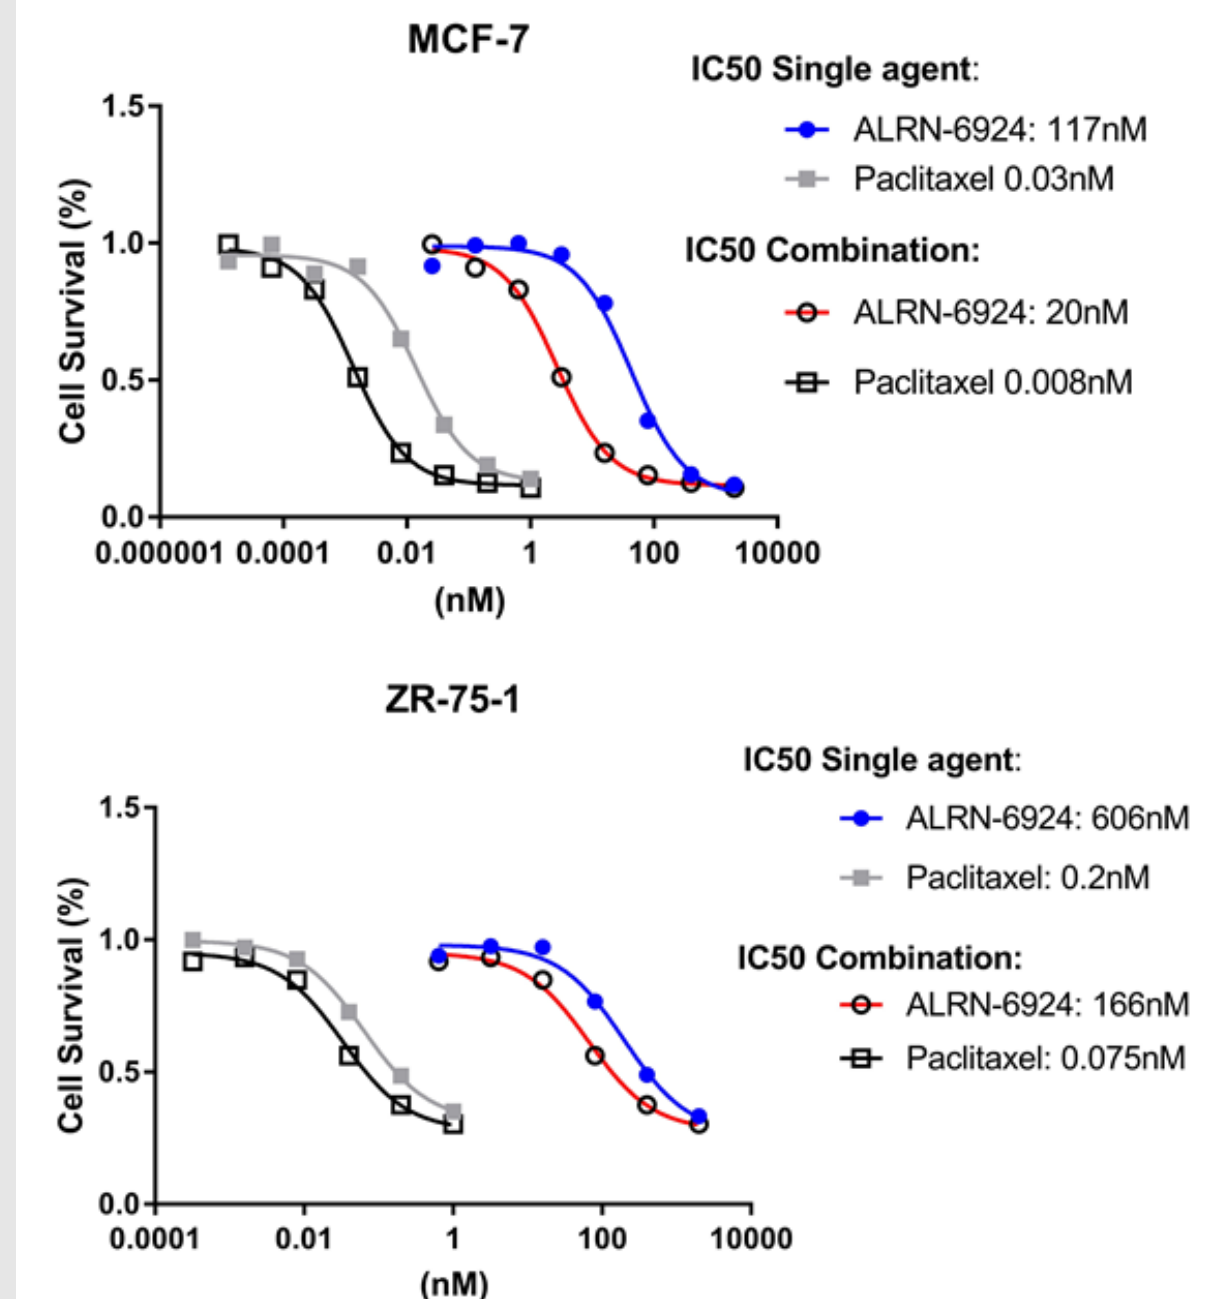 MCF-7
IC50 Single agent:
ALRN-6924: 117nM
Paclitaxel 0.03nM
IC50 Combination:
ALRN-6924: 20nM
Paclitaxel 0.008nM
Cell Survival (%)
1.5
1.0
0.5
0.0
0.000001 0.0001 0.01 1 100 10000
(nM)
ZR-75-1
IC50 Single agent:
ALRN-6924: 606nM
Paclitaxel: 0.2nM
IC50 Combination:
ALRN-6924: 166nM
Paclitaxel: 0.075nM
Cell Survival (%)
1.5
1.0
0.5
0.0
0.0001 0.01 1 100 10000
(nM)